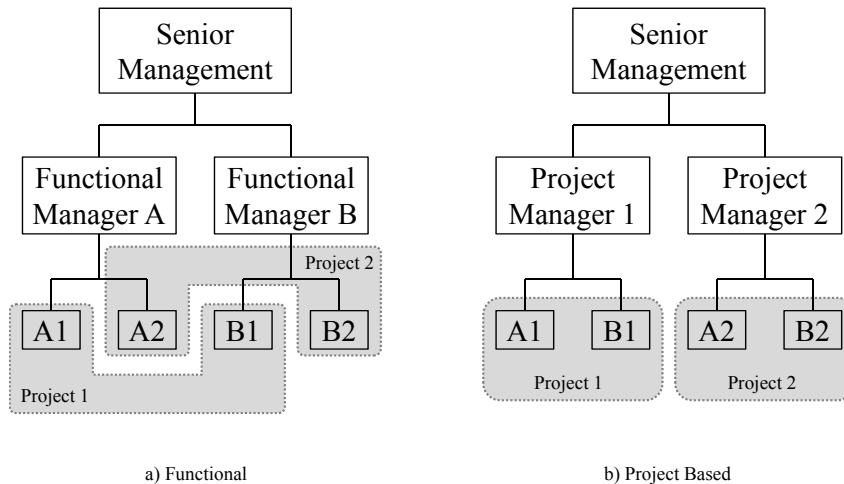 Senior
Management
Functional
Manager A
Functional
Manager B
Project 2
A1
A2
B1
B2
Project 1
a) Functional
Senior
Management
Project
Manager 1
Project
Manager 2
A1
B1
A2
B2
Project 1
Project 2
b) Project Based